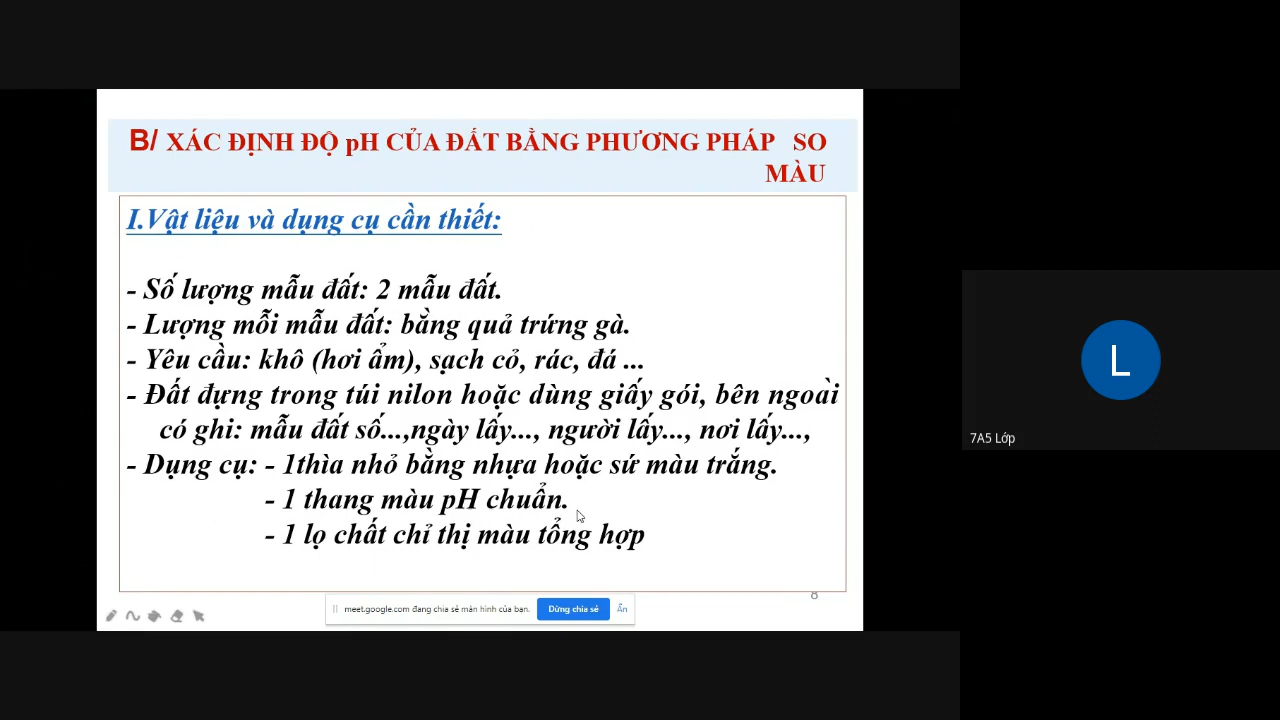 B/ XÁC ĐỊNH ĐỘ pH CỦA ĐẤT BẰNG PHƯƠNG PHÁP SO
MÀU
I.Vật liệu và dụng cụ cần thiết:
- Số lượng mẫu đất: 2 mẫu đất.
- Lượng mỗi mẫu đất: bằng quả trứng gà.
- Yêu cầu: khô (hơi ẩm), sạch cỏ, rác, đá ...
- Đất đựng trong túi nilon hoặc dùng giấy gói, bên ngoài
có ghi: mẫu đất số...,ngày lấy..., người lấy..., nơi lấy...,
- Dụng cụ: - 1thìa nhỏ bằng nhựa hoặc sứ màu trắng.
- 1 thang màu pH chuẩn.
- 1 lọ chất chỉ thị màu tổng hợp
8
meet.google.com đang chia sẻ màn hình của bạn. Dừng chia sẻ Ẩn
L
7A5 Lớp